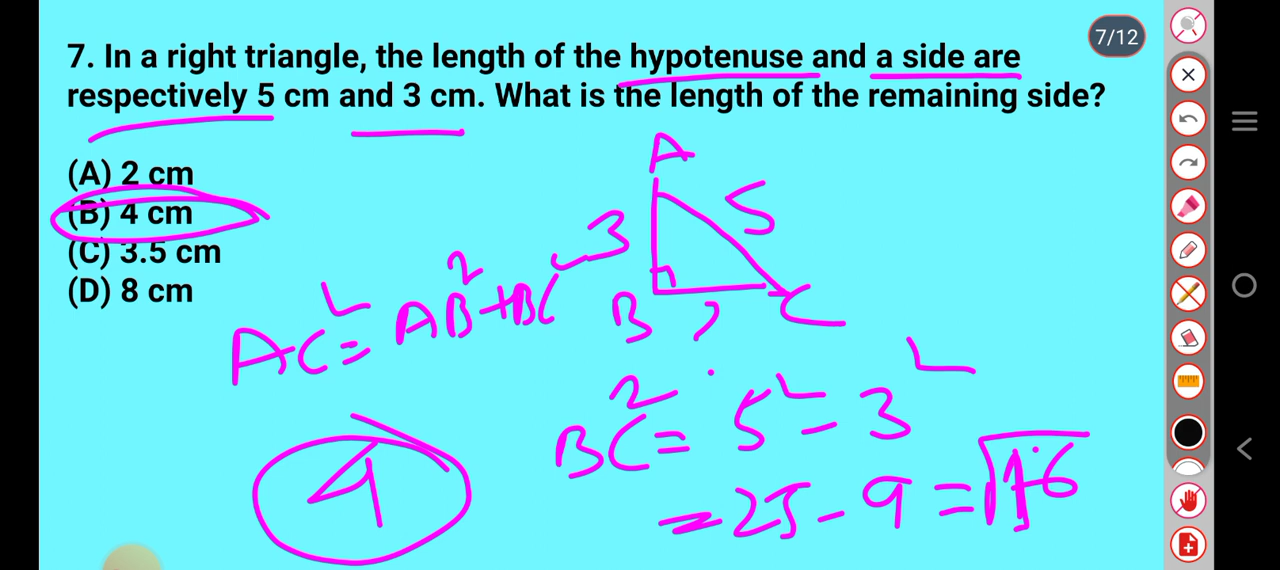 7/12
7. In a right triangle, the length of the hypotenuse and a side are
respectively 5 cm and 3 cm. What is the length of the remaining side?
(A) 2 cm
(B) 4 cm
(C) 3.5 cm
(D) 8 cm
A
3
5
B ? C
AC² = AB² + BC²
BC² = 5² - 3²
= 25 - 9 = √16
4